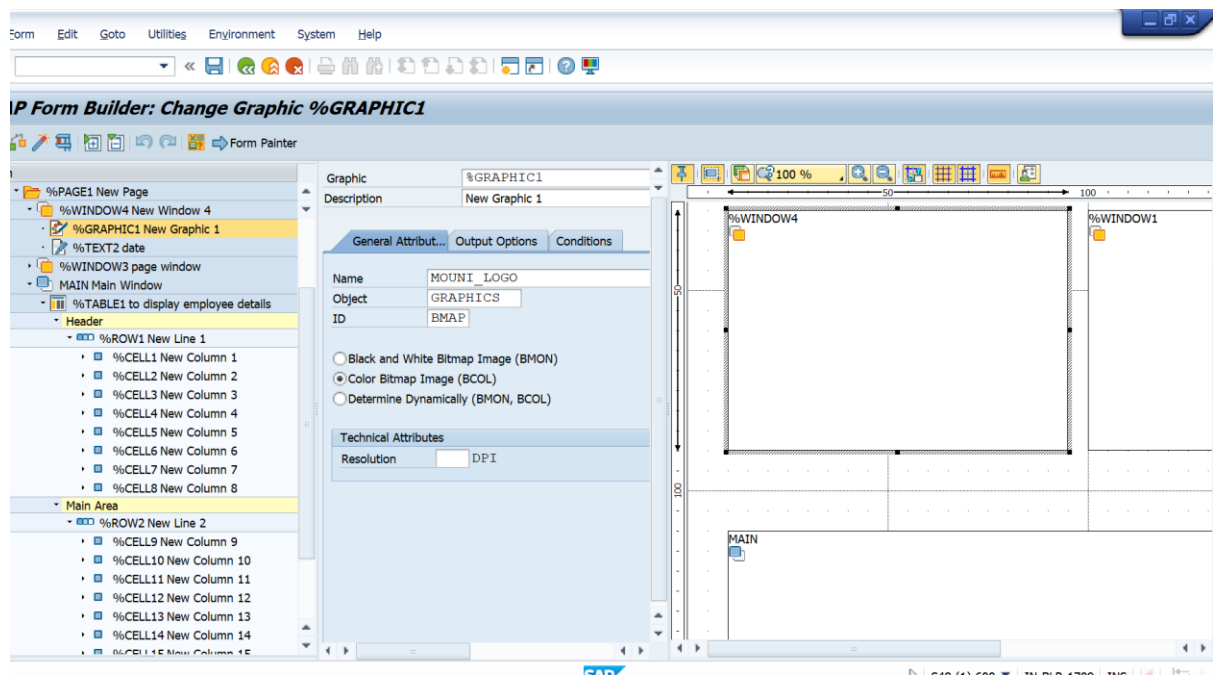 Form Edit Goto Utilities Environment System Help
AP Form Builder: Change Graphic %GRAPHIC1
Form Painter
%PAGE1 New Page
%WINDOW4 New Window 4
%GRAPHIC1 New Graphic 1
%TEXT2 date
%WINDOW3 page window
MAIN Main Window
%TABLE1 to display employee details
Header
%ROW1 New Line 1
%CELL1 New Column 1
%CELL2 New Column 2
%CELL3 New Column 3
%CELL4 New Column 4
%CELL5 New Column 5
%CELL6 New Column 6
%CELL7 New Column 7
%CELL8 New Column 8
Main Area
%ROW2 New Line 2
%CELL9 New Column 9
%CELL10 New Column 10
%CELL11 New Column 11
%CELL12 New Column 12
%CELL13 New Column 13
%CELL14 New Column 14
%CELL15 New Column 15
Graphic %GRAPHIC1
Description New Graphic 1
General Attribut... Output Options Conditions
Name MOUNI_LOGO
Object GRAPHICS
ID BMAP
Black and White Bitmap Image (BMON)
Color Bitmap Image (BCOL)
Determine Dynamically (BMON, BCOL)
Technical Attributes
Resolution DPI
100 %
50 100
%WINDOW4 %WINDOW1
50
100
MAIN
SAP